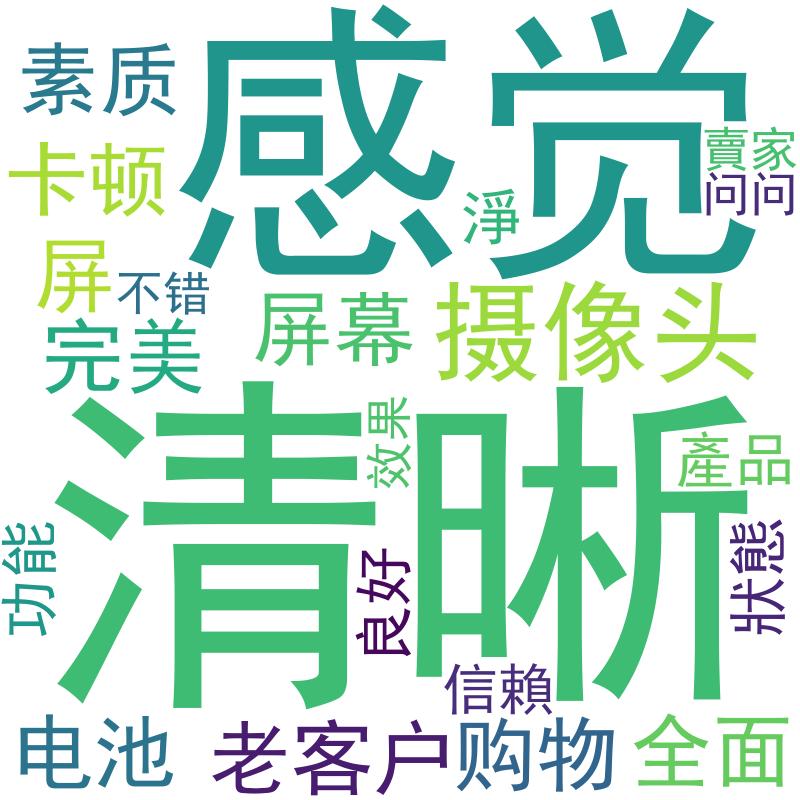 感觉
素质
卡顿
賣家
问问
淨
屏
不错
屏幕
摄像头
完美
清晰
效果
產品
功能
良好
狀態
信賴
电池
老客户
购物
全面